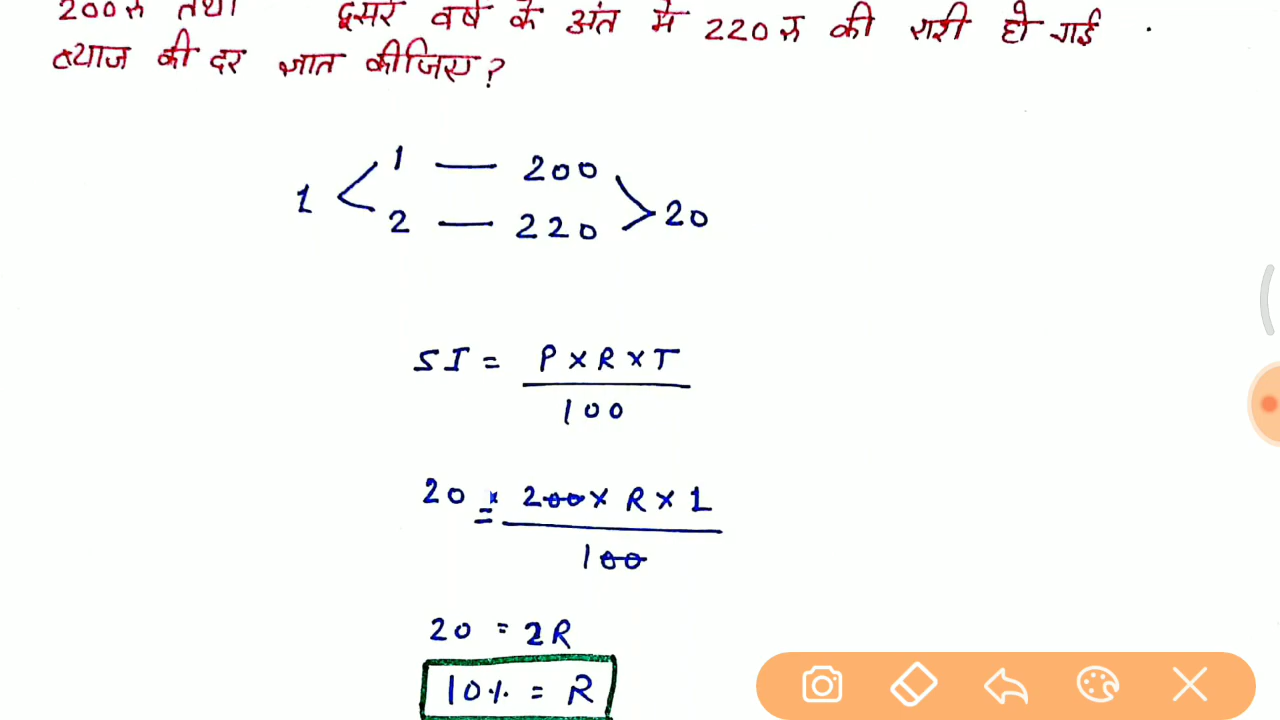 200रु तथा दूसरे वर्ष के अंत में 220रु की राशी हो गई
ब्याज की दर ज्ञात कीजिए?
1 < 1 — 200 > 20
2 — 220
SI = P × R × T
100
20 = 200 × R × 1
100
20 = 2R
10% = R